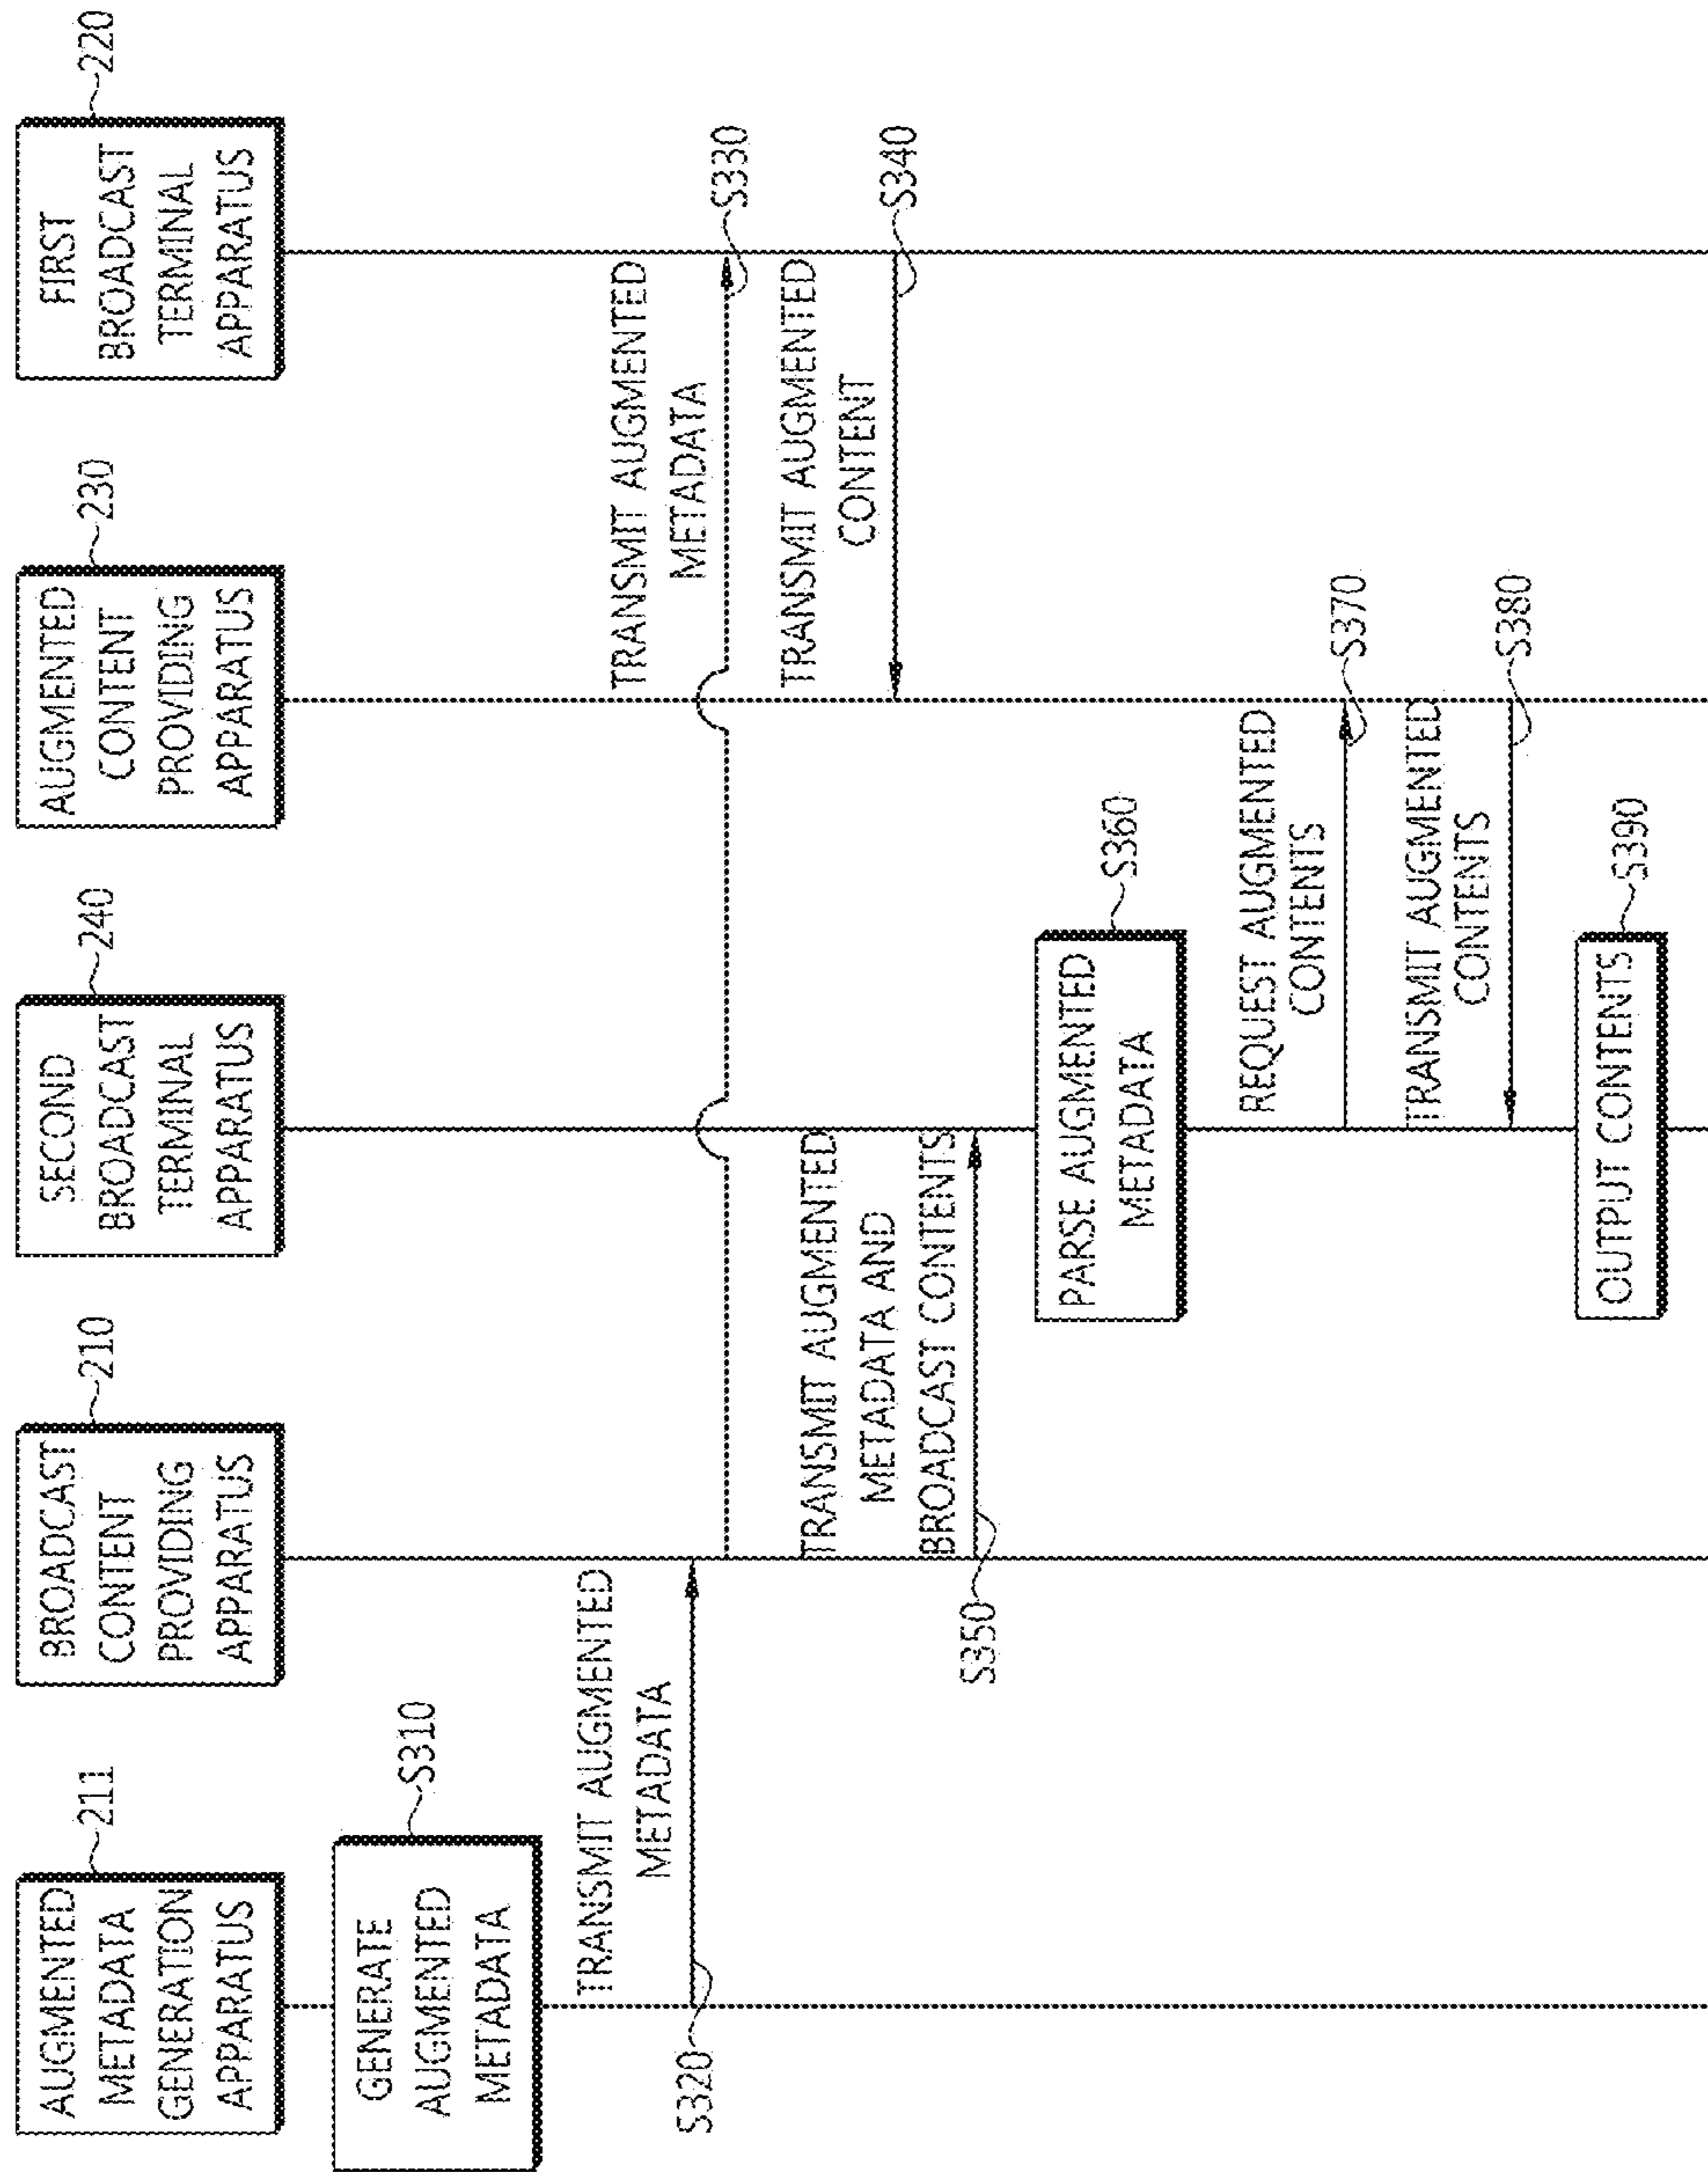 AUGMENTED
METADATA
GENERATION
APPARATUS
211
BROADCAST
CONTENT
PROVIDING
APPARATUS
210
SECOND
BROADCAST
TERMINAL
APPARATUS
240
AUGMENTED
CONTENT
PROVIDING
APPARATUS
230
FIRST
BROADCAST
TERMINAL
APPARATUS
220
GENERATE
AUGMENTED
METADATA
S310
TRANSMIT AUGMENTED
METADATA
S320
TRANSMIT AUGMENTED
METADATA
S330
TRANSMIT AUGMENTED
CONTENT
S340
TRANSMIT AUGMENTED
METADATA AND
BROADCAST CONTENTS
S350
PARSE AUGMENTED
METADATA
S360
REQUEST AUGMENTED
CONTENTS
S370
TRANSMIT AUGMENTED
CONTENTS
S380
OUTPUT CONTENTS
S390